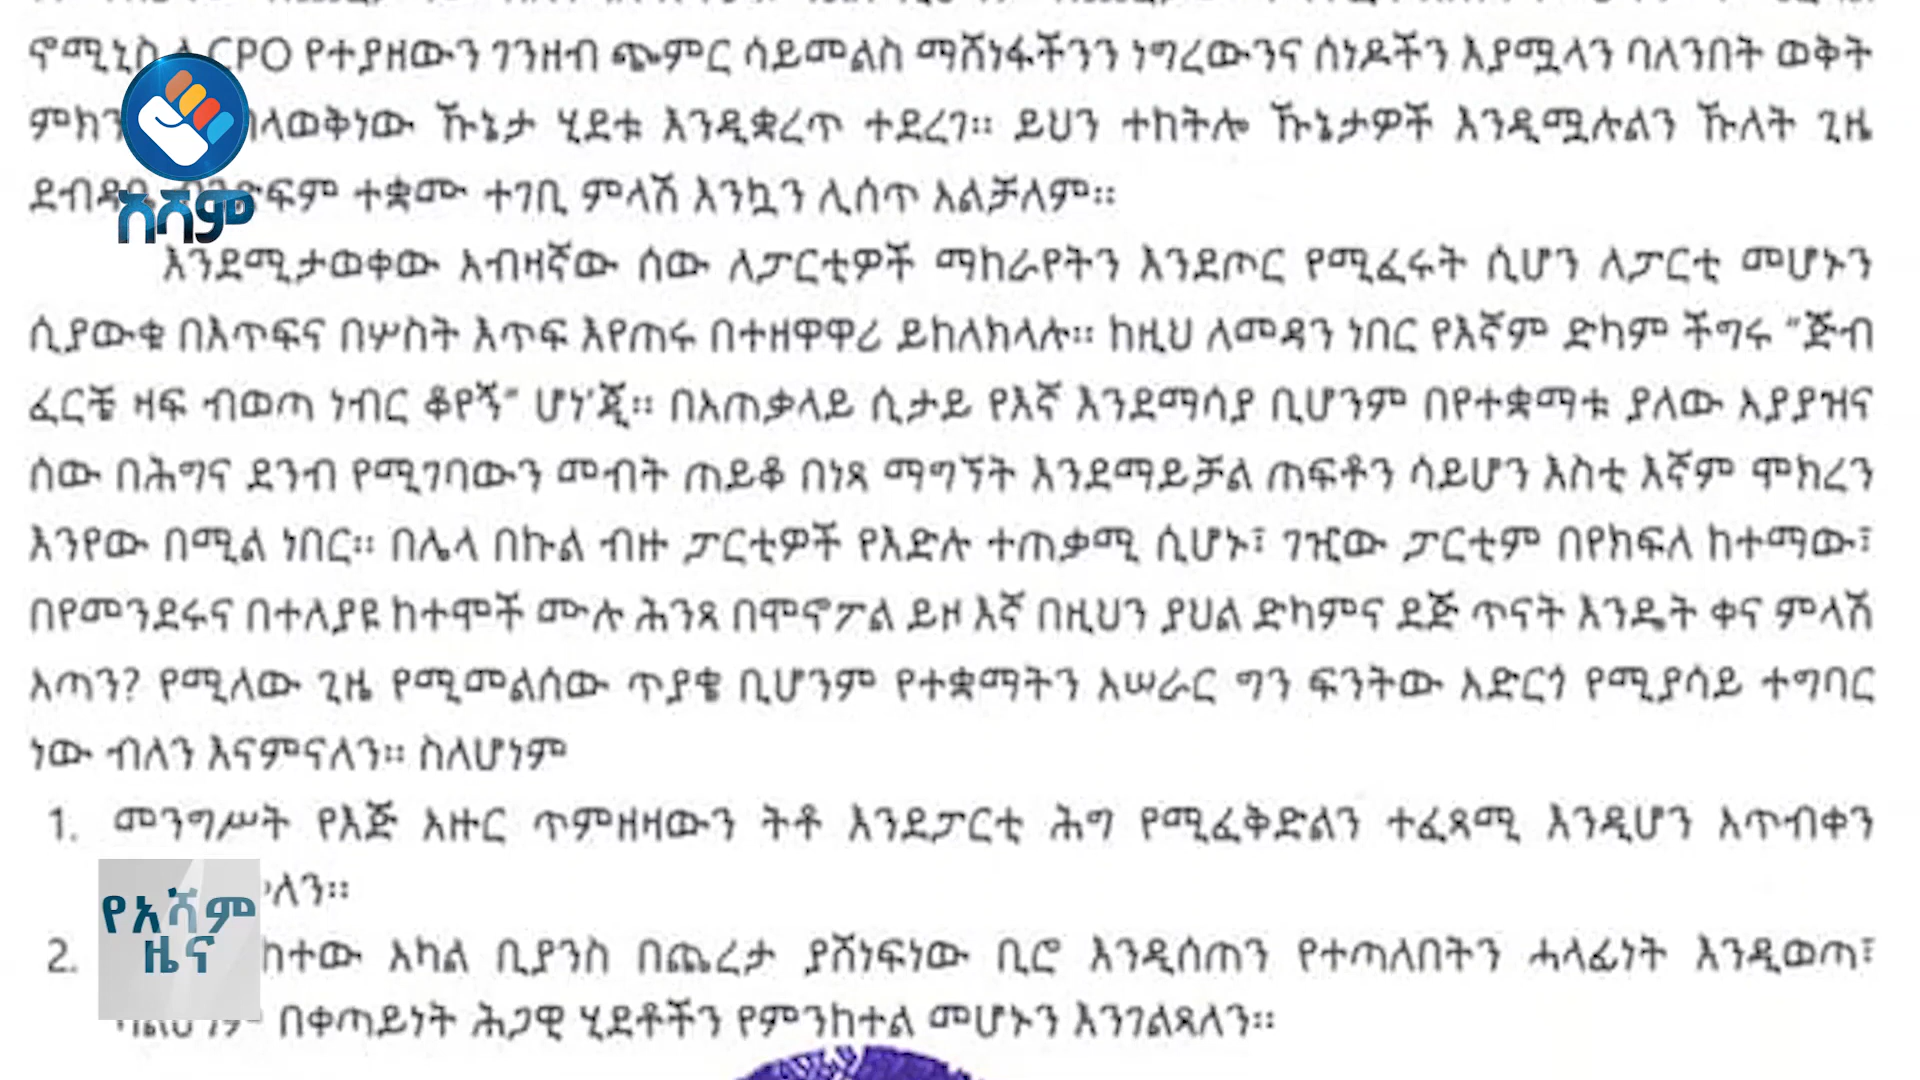 CPO የተያዘውን ገንዘብ ጭምር ሳይመልስ ማሸነፋችንን ነግረውንና ሰነዶችን እያሟላን ባለንበት ወቅት
ኹኔታ ሂደቱ እንዲቋረጥ ተደረገ። ይህን ተከትሎ ኹኔታዎች እንዲሟሉልን ኹለት ጊዜ
ተቋሙ ተገቢ ምላሽ እንኳን ሊሰጥ አልቻለም።
አሻም
እንደሚታወቀው አብዛኛው ሰው ለፓርቲዎች ማከራየትን እንደጦር የሚፈሩት ሲሆን ለፓርቲ መሆኑን
ሲያውቁ በእጥፍና በሦስት እጥፍ እየጠሩ በተዘዋዋሪ ይከለክላሉ። ከዚህ ለመዳን ነበር የእኛም ድካም ችግሩ “ጅብ
ፈርቼ ዛፍ ብወጣ ነብር ቆየኝ” ሆነ'ጂ። በአጠቃላይ ሲታይ የእኛ እንደማሳያ ቢሆንም በየተቋማቱ ያለው አያያዝና
ሰው በሕግና ደንብ የሚገባውን መብት ጠይቆ በነጻ ማግኘት እንደማይቻል ጠፍቶን ሳይሆን እስቲ እኛም ሞክረን
እንየው በሚል ነበር። በሌላ በኩል ብዙ ፓርቲዎች የእድሉ ተጠቃሚ ሲሆኑ፣ ገዢው ፓርቲም በየክፍለ ከተማው፣
በየመንደሩና በተለያዩ ከተሞች ሙሉ ሕንጻ በሞኖፖል ይዞ እኛ በዚህን ያህል ድካምና ደጅ ጥናት እንዴት ቀና ምላሽ
አጣን? የሚለው ጊዜ የሚመልሰው ጥያቄ ቢሆንም የተቋማትን አሠራር ግን ፍንትው አድርጎ የሚያሳይ ተግባር
ነው ብለን እናምናለን። ስለሆነም
1. መንግሥት የእጅ አዙር ጥምዘዛውን ትቶ እንደፓርቲ ሕግ የሚፈቅድልን ተፈጻሚ እንዲሆን አጥብቀን
የአሻም
ዜና
2. አካል ቢያንስ በጨረታ ያሸነፍነው ቢሮ እንዲሰጠን የተጣለበትን ሓላፊነት እንዲወጣ፣
በቀጣይነት ሕጋዊ ሂደቶችን የምንከተል መሆኑን እንገልጻለን።